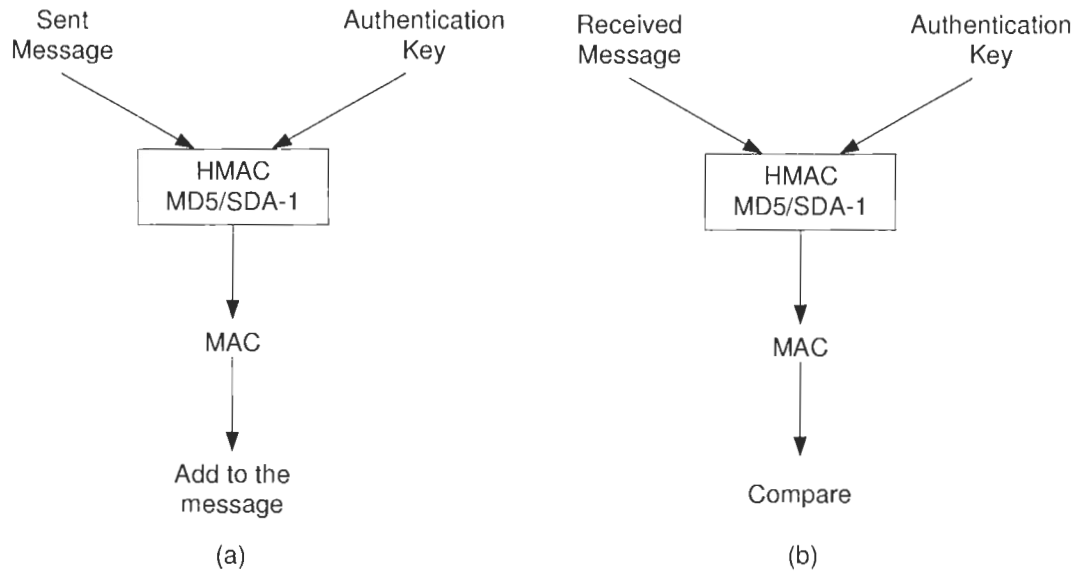 Sent
Message
Authentication
Key
HMAC
MD5/SDA-1
MAC
Add to the
message
(a)
Received
Message
Authentication
Key
HMAC
MD5/SDA-1
MAC
Compare
(b)